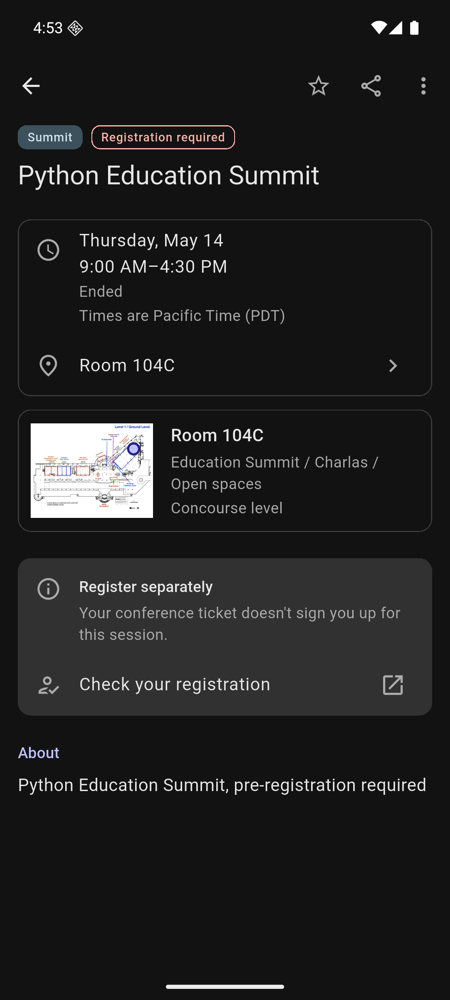 4:53
Summit
Registration required
Python Education Summit
Thursday, May 14
9:00 AM–4:30 PM
Ended
Times are Pacific Time (PDT)
Room 104C
Room 104C
Education Summit / Charlas /
Open spaces
Concourse level
Register separately
Your conference ticket doesn't sign you up for
this session.
Check your registration
About
Python Education Summit, pre-registration required